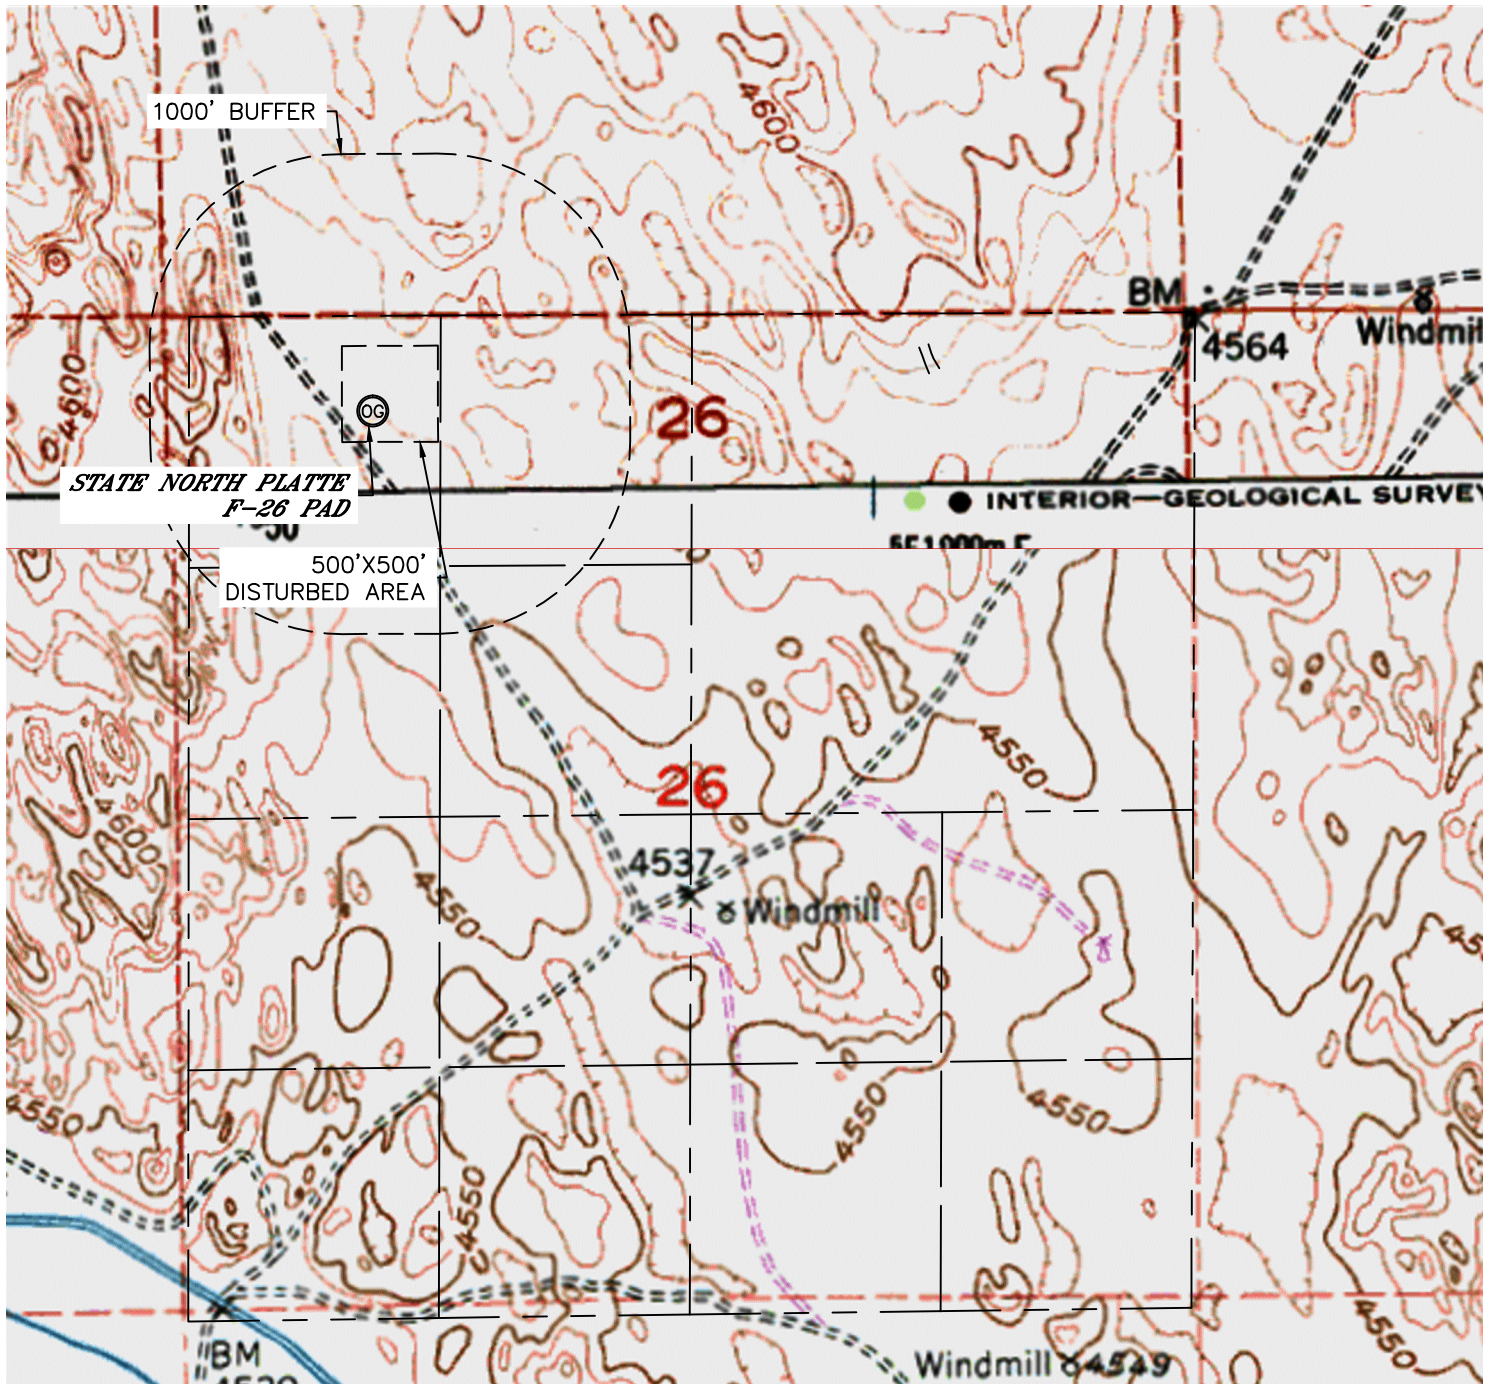 1000' BUFFER
4600
BM
Windmil
4564
4600
26
OG
STATE NORTH PLATTE
F-26 PAD
INTERIOR—GEOLOGICAL SURVEY
500'X500'
DISTURBED AREA
4550
26
4600
4537
4550
Windmill
4550
4550
4550
4550
4550
BM
Windmill 4549